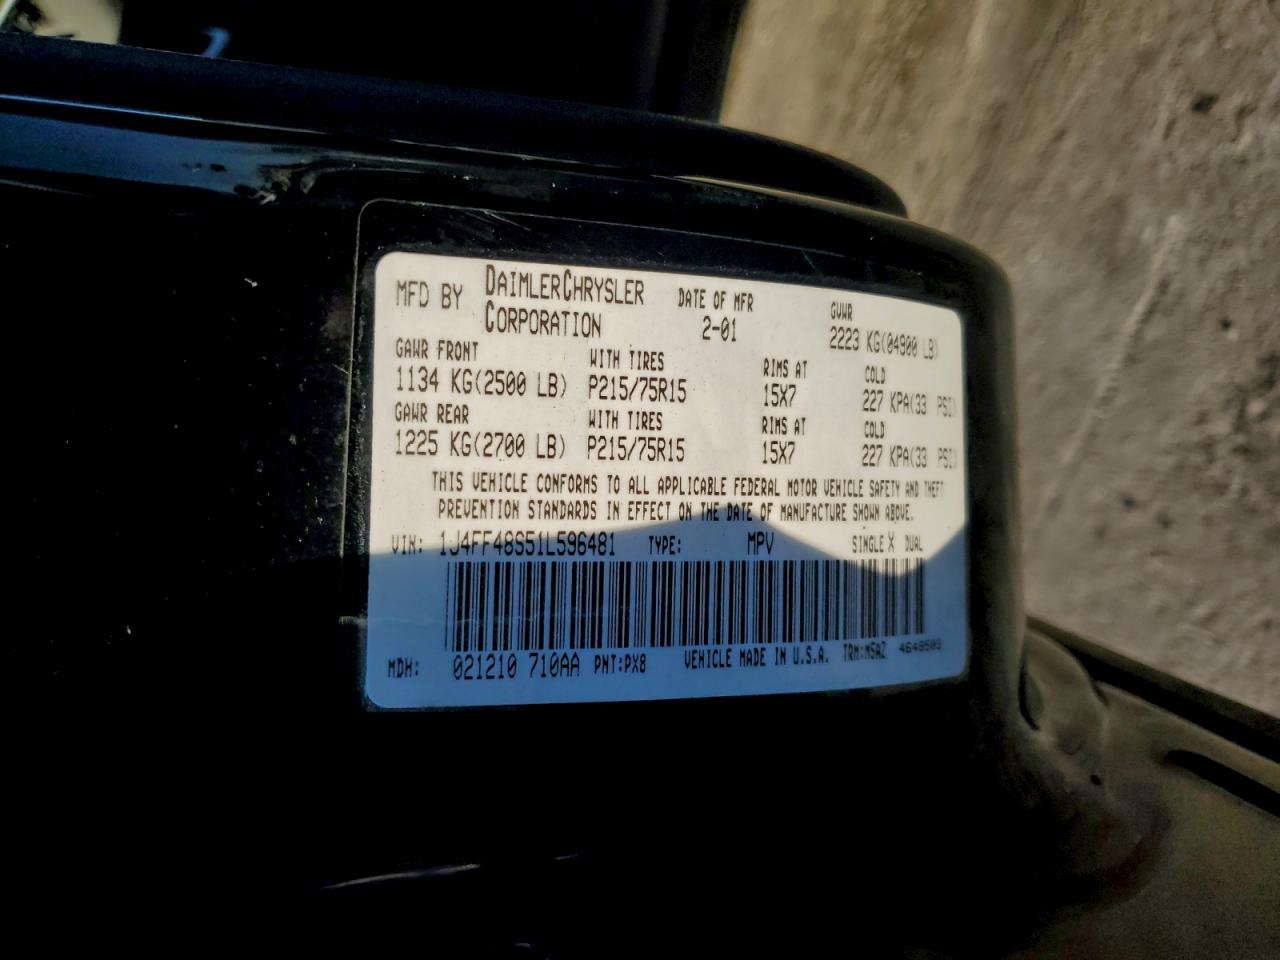 MFD BY DAIMLERCHRYSLER CORPORATION DATE OF MFR 2-01 GVWR 2223 KG(04900 LB)
GAWR FRONT WITH TIRES RIMS AT COLD
1134 KG(2500 LB) P215/75R15 15X7 227 KPA(33 PSI)
GAWR REAR WITH TIRES RIMS AT COLD
1225 KG(2700 LB) P215/75R15 15X7 227 KPA(33 PSI)
THIS VEHICLE CONFORMS TO ALL APPLICABLE FEDERAL MOTOR VEHICLE SAFETY AND THEFT
PREVENTION STANDARDS IN EFFECT ON THE DATE OF MANUFACTURE SHOWN ABOVE.
VIN: 1J4FF48S51L596481 TYPE: MPV SINGLE X DUAL
MDH: 021210 710AA PNT:PX8 VEHICLE MADE IN U.S.A. TRM:M5AZ 4648503